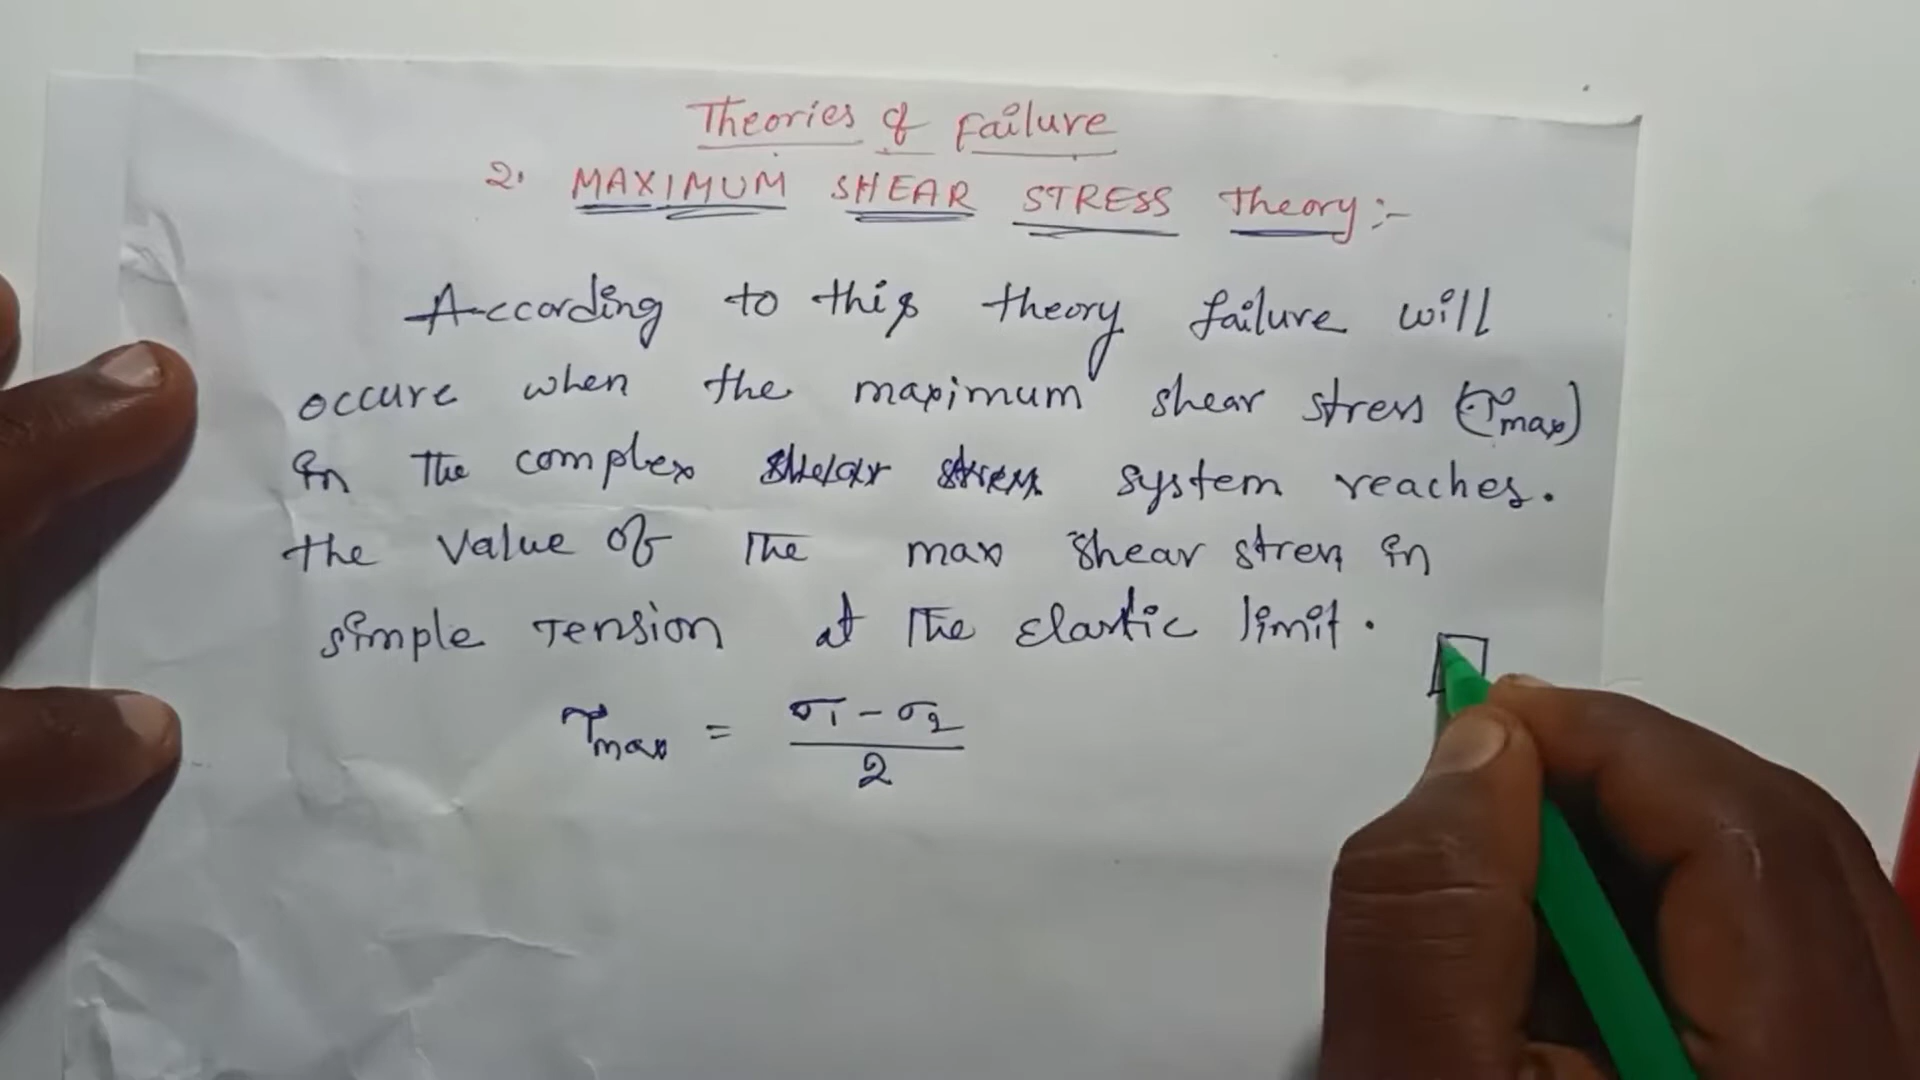 Theories of Failure
2. MAXIMUM SHEAR STRESS Theory:-
According to this theory failure will
occure when the maximum shear stress (τmax)
in the complex shear stress system reaches.
the value of the max shear stress in
simple Tension at the elastic limit.
τmax = σ1 - σ2 / 2